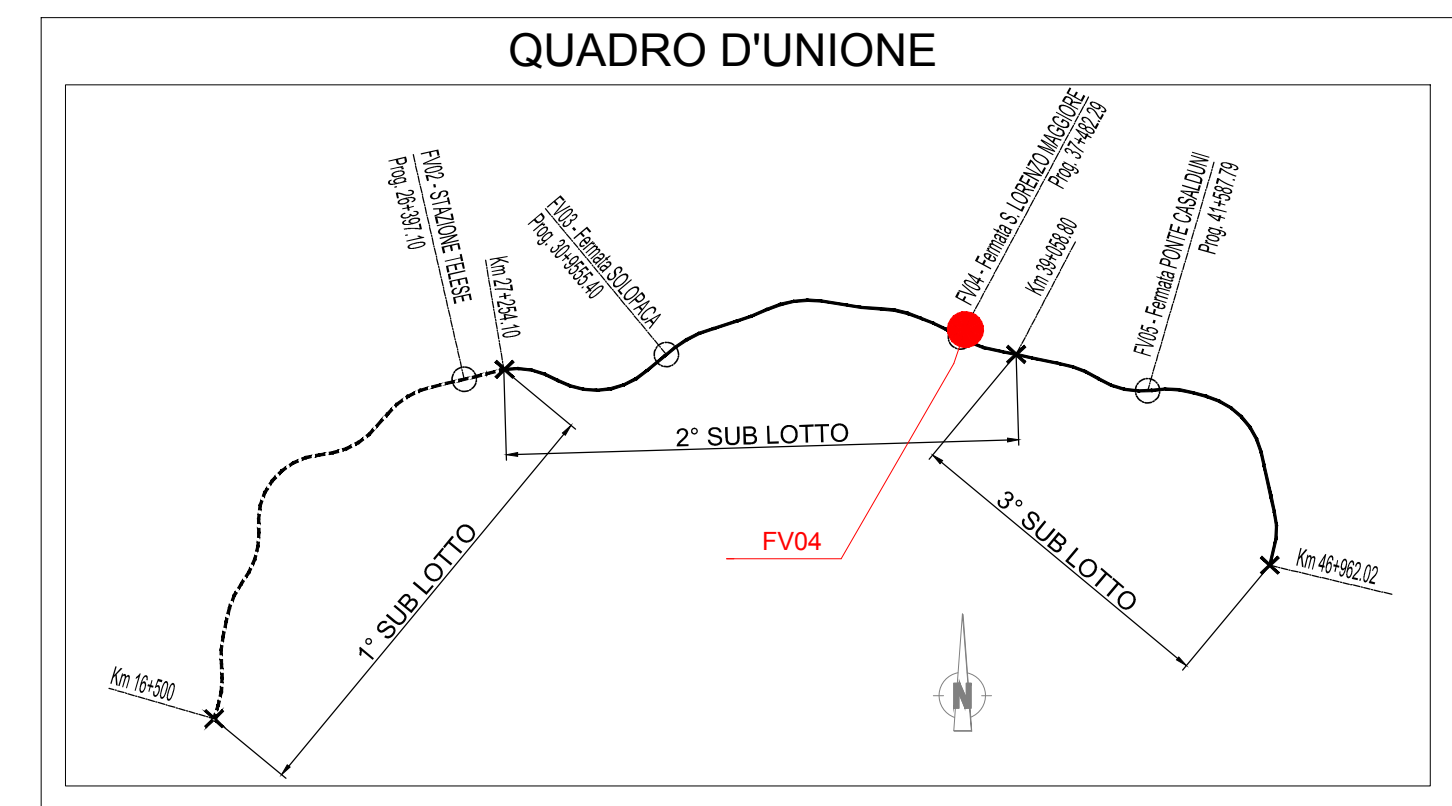 QUADRO D'UNIONE
FV02 - STAZIONE TELESE
Prog. 26+397.10
Km 27+254.10
FV03 - Fermata SOLOPACA
Prog. 30+9555.40
FV04 - Fermata S. LORENZO MAGGIORE
Prog. 37+482.29
Km 39+058.80
FV05 - Fermata PONTE CASALDUNI
Prog. 41+587.79
2° SUB LOTTO
1° SUB LOTTO
3° SUB LOTTO
FV04
Km 46+962.02
Km 16+500
N